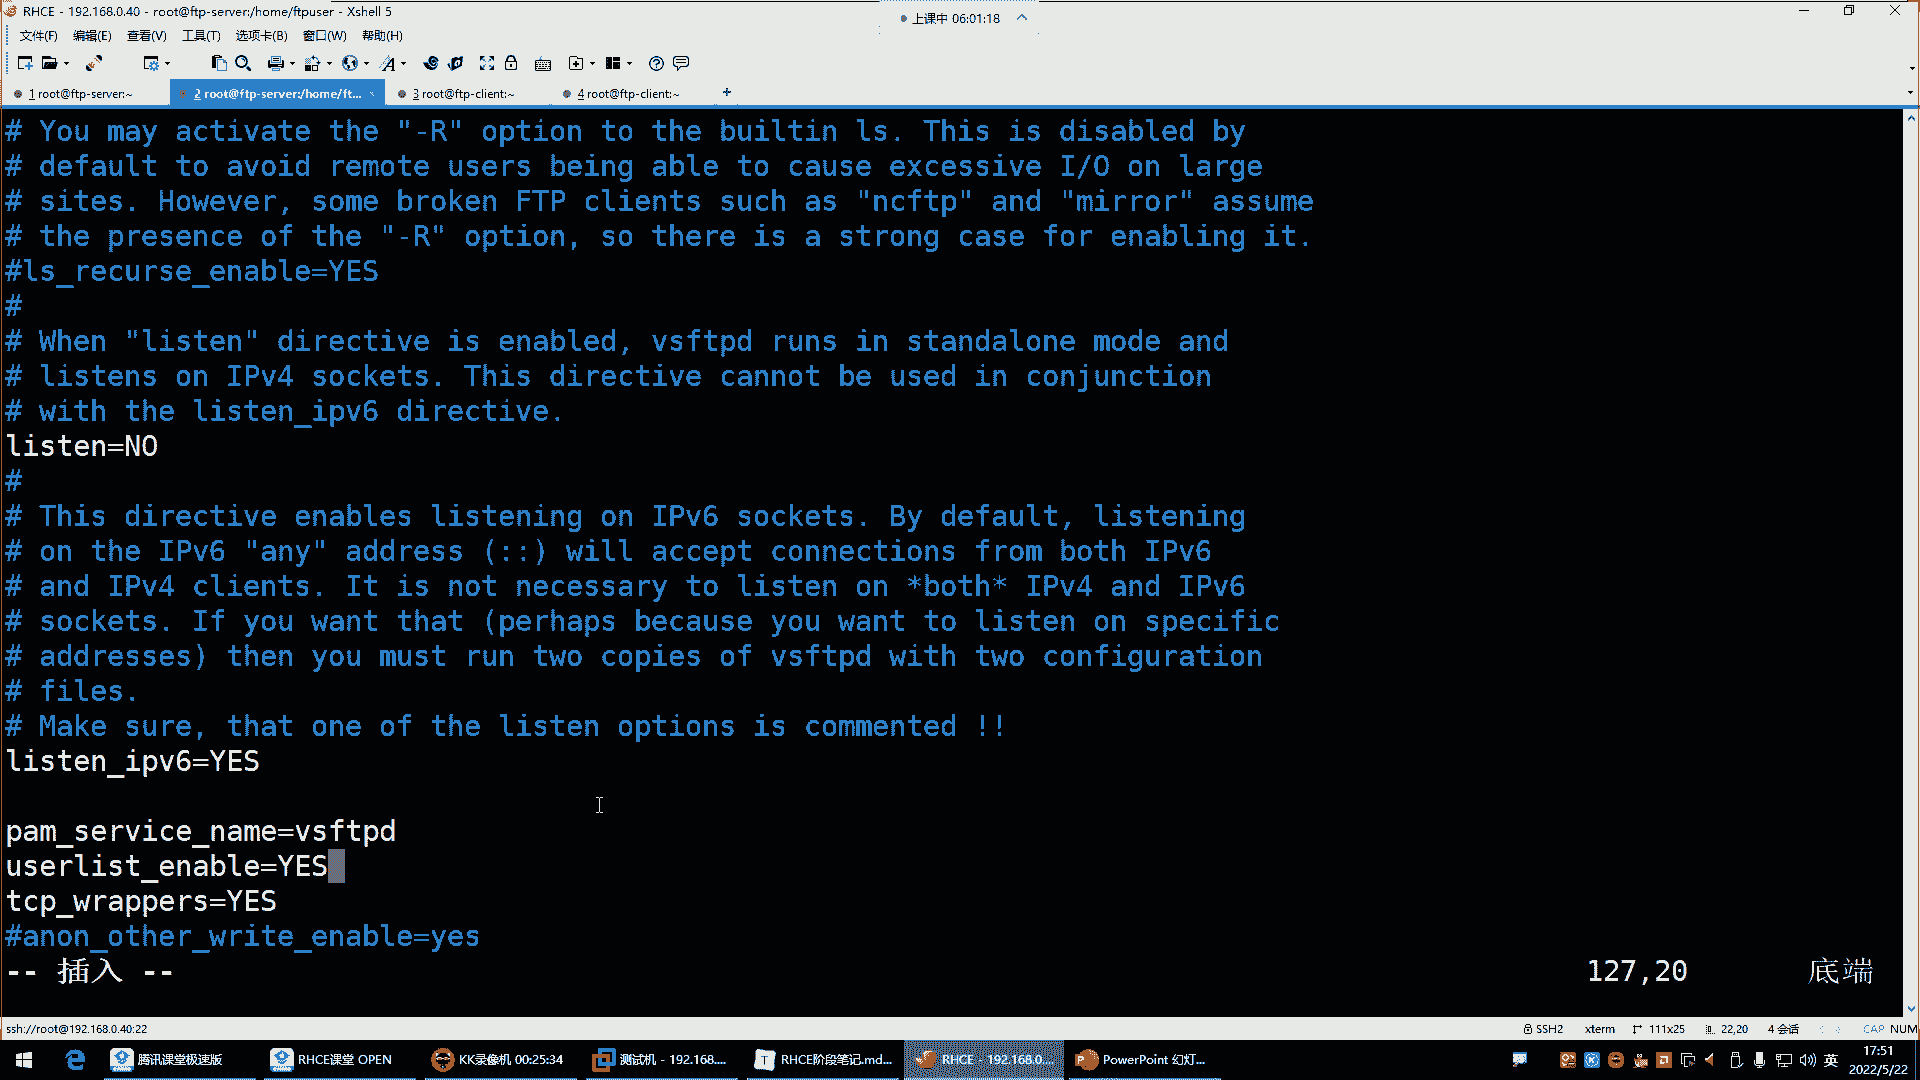 RHCE - 192.168.0.40 - root@ftp-server:/home/ftpuser - Xshell 5
上课中 06:01:18
文件(F) 编辑(E) 查看(V) 工具(T) 选项卡(B) 窗口(W) 帮助(H)
1 root@ftp-server:~ 2 root@ftp-server:/home/ft... 3 root@ftp-client:~ 4 root@ftp-client:~
# You may activate the "-R" option to the builtin ls. This is disabled by
# default to avoid remote users being able to cause excessive I/O on large
# sites. However, some broken FTP clients such as "ncftp" and "mirror" assume
# the presence of the "-R" option, so there is a strong case for enabling it.
#ls_recurse_enable=YES
#
# When "listen" directive is enabled, vsftpd runs in standalone mode and
# listens on IPv4 sockets. This directive cannot be used in conjunction
# with the listen_ipv6 directive.
listen=NO
#
# This directive enables listening on IPv6 sockets. By default, listening
# on the IPv6 "any" address (::) will accept connections from both IPv6
# and IPv4 clients. It is not necessary to listen on *both* IPv4 and IPv6
# sockets. If you want that (perhaps because you want to listen on specific
# addresses) then you must run two copies of vsftpd with two configuration
# files.
# Make sure, that one of the listen options is commented !!
listen_ipv6=YES
pam_service_name=vsftpd
userlist_enable=YES
tcp_wrappers=YES
#anon_other_write_enable=yes
-- 插入 -- 127,20 底端
ssh://root@192.168.0.40:22 SSH2 xterm 111x25 22,20 4 会话 CAP NUM
腾讯课堂极速版 RHCE课堂 OPEN KK录像机 00:25:34 测试机 - 192.168.... RHCE阶段笔记.md... RHCE - 192.168.0.... PowerPoint 幻灯... 英 17:51
2022/5/22